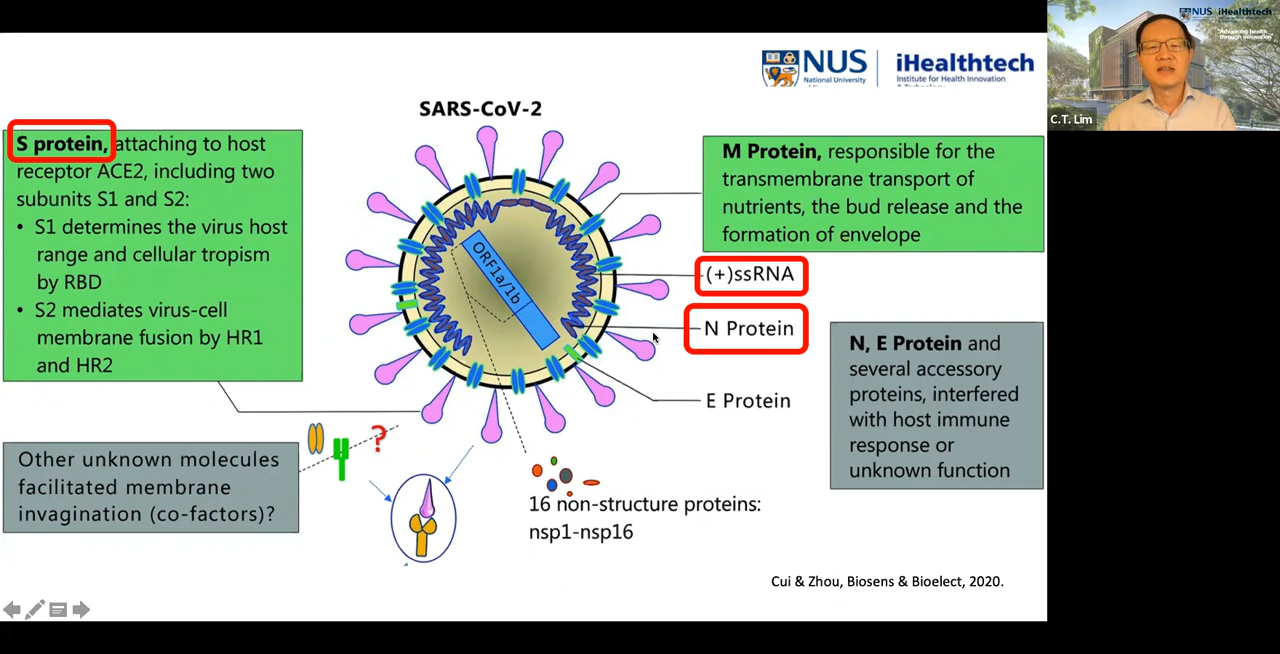 NUS
National University
iHealthtech
Institute for Health Innovation
& Technology
NUS
iHealthtech
"Advancing health
through innovation"
C.T. Lim
SARS-CoV-2
S protein, attaching to host
receptor ACE2, including two
subunits S1 and S2:
• S1 determines the virus host
range and cellular tropism
by RBD
• S2 mediates virus-cell
membrane fusion by HR1
and HR2
M Protein, responsible for the
transmembrane transport of
nutrients, the bud release and the
formation of envelope
(+)ssRNA
N Protein
E Protein
ORF1a/1b
N, E Protein and
several accessory
proteins, interfered
with host immune
response or
unknown function
?
Other unknown molecules
facilitated membrane
invagination (co-factors)?
16 non-structure proteins:
nsp1-nsp16
Cui & Zhou, Biosens & Bioelect, 2020.